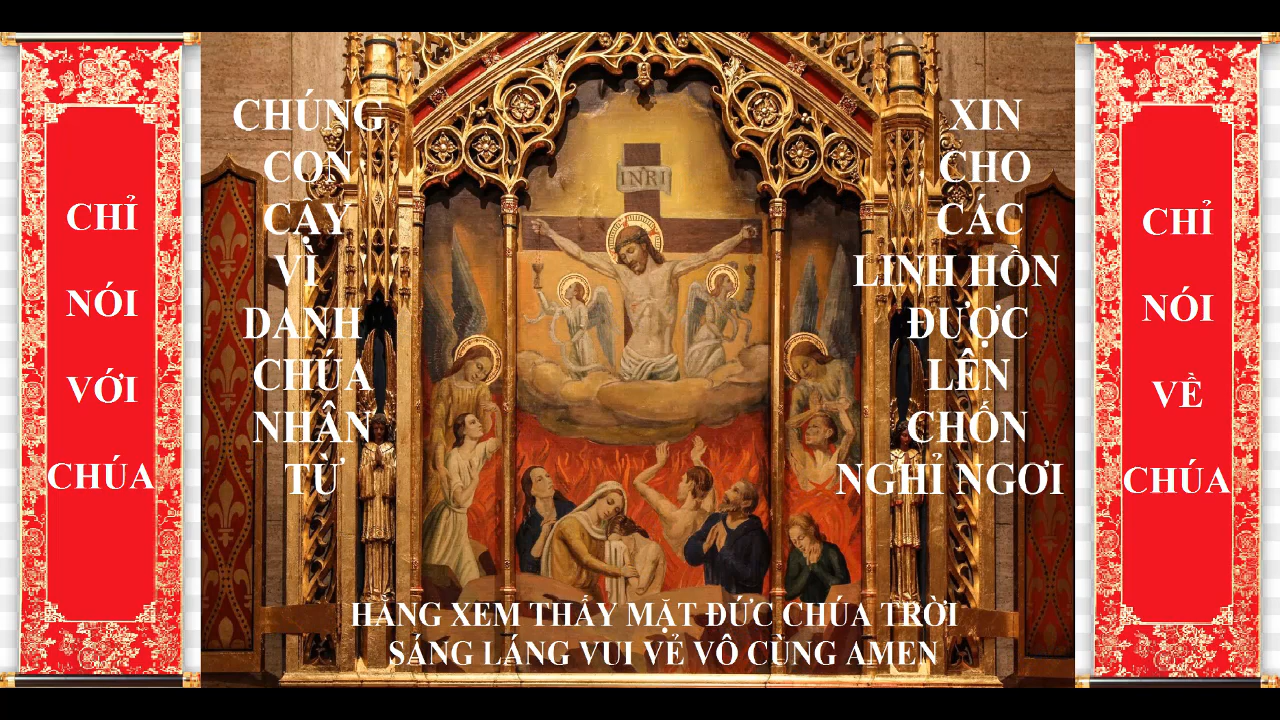 CHỈ
NÓI
VỚI
CHÚA
CHÚNG
CON
CẠY
VÌ
DANH
CHÚA
NHÂN
TỪ
INRI
XIN
CHO
CÁC
LINH HỒN
ĐƯỢC
LÊN
CHỐN
NGHỈ NGƠI
HẰNG XEM THẤY MẶT ĐỨC CHÚA TRỜI
SÁNG LÁNG VUI VẺ VÔ CÙNG AMEN
CHỈ
NÓI
VỀ
CHÚA